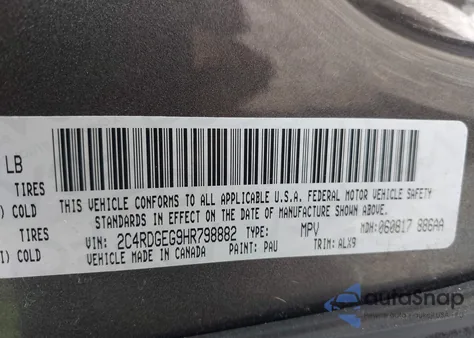 LB
TIRES
) COLD
TIRES
I) COLD
THIS VEHICLE CONFORMS TO ALL APPLICABLE U.S.A. FEDERAL MOTOR VEHICLE SAFETY
STANDARDS IN EFFECT ON THE DATE OF MANUFACTURE SHOWN ABOVE.
VIN: 2C4RDGEG9HR798882 TYPE: MPV MDH: 060817 986AA
VEHICLE MADE IN CANADA PAINT: PAU TRIM: ALX9
autoSnap